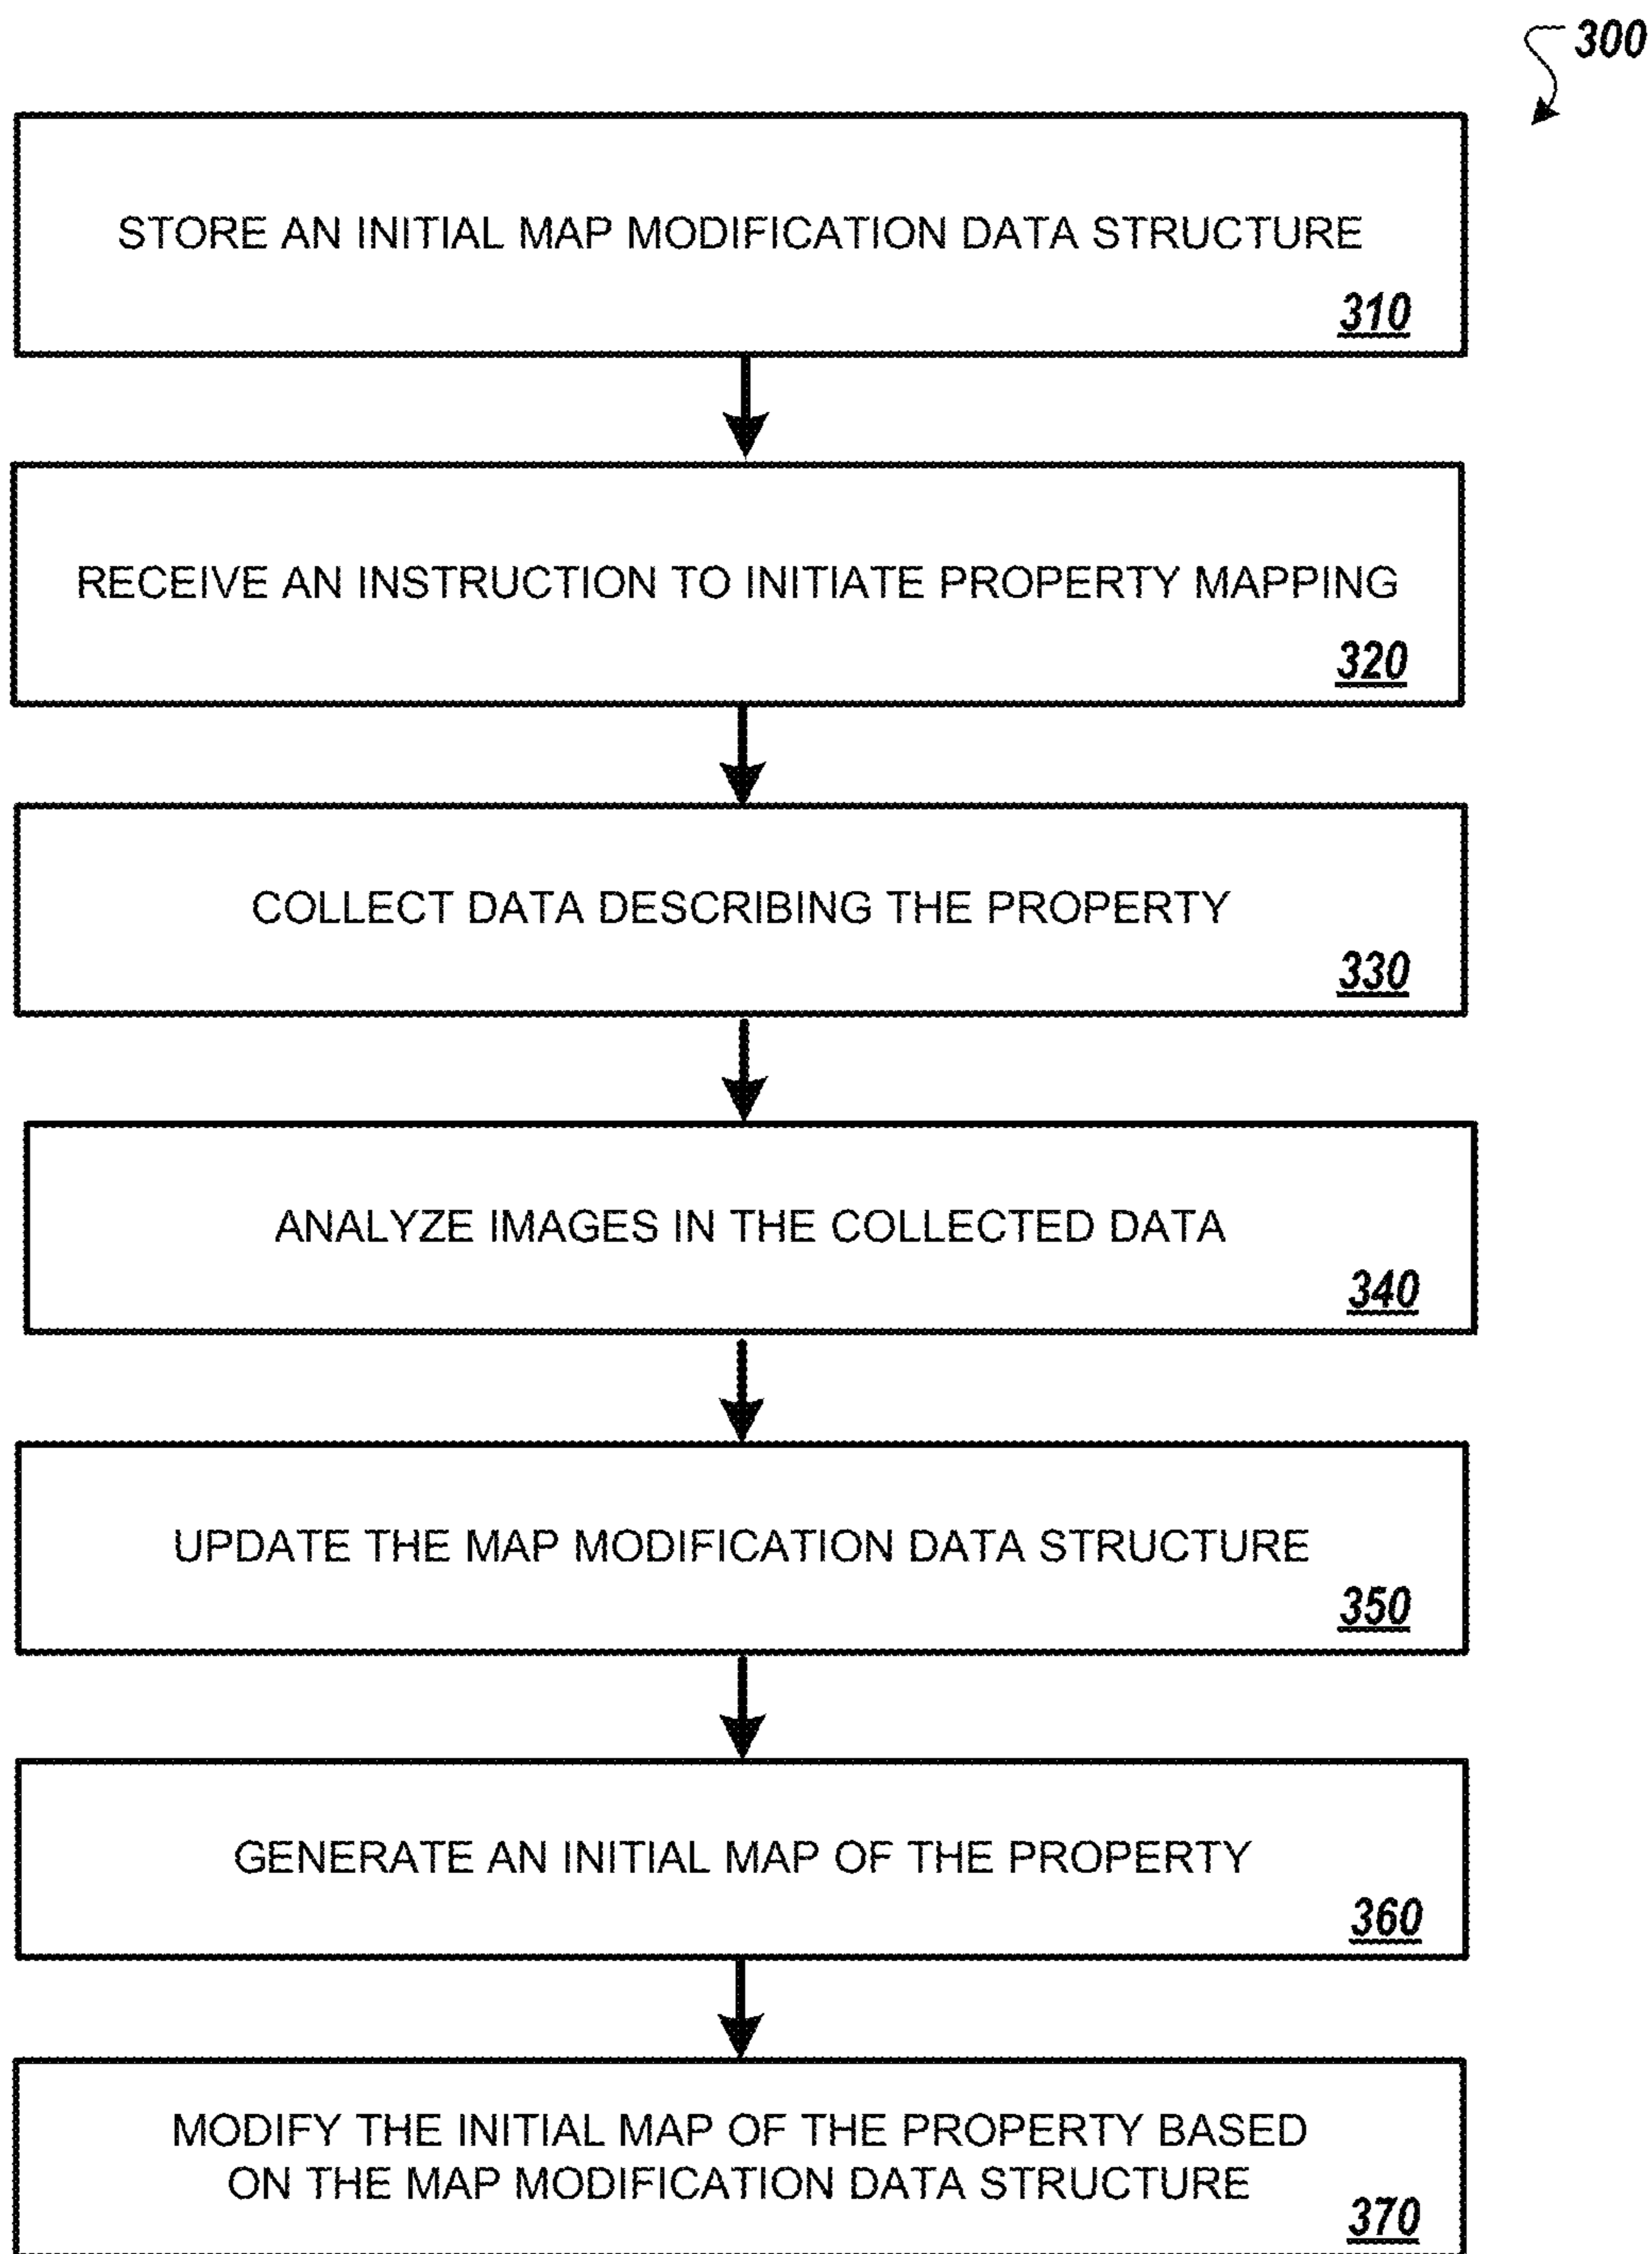 300
STORE AN INITIAL MAP MODIFICATION DATA STRUCTURE
310
RECEIVE AN INSTRUCTION TO INITIATE PROPERTY MAPPING
320
COLLECT DATA DESCRIBING THE PROPERTY
330
ANALYZE IMAGES IN THE COLLECTED DATA
340
UPDATE THE MAP MODIFICATION DATA STRUCTURE
350
GENERATE AN INITIAL MAP OF THE PROPERTY
360
MODIFY THE INITIAL MAP OF THE PROPERTY BASED
ON THE MAP MODIFICATION DATA STRUCTURE
370